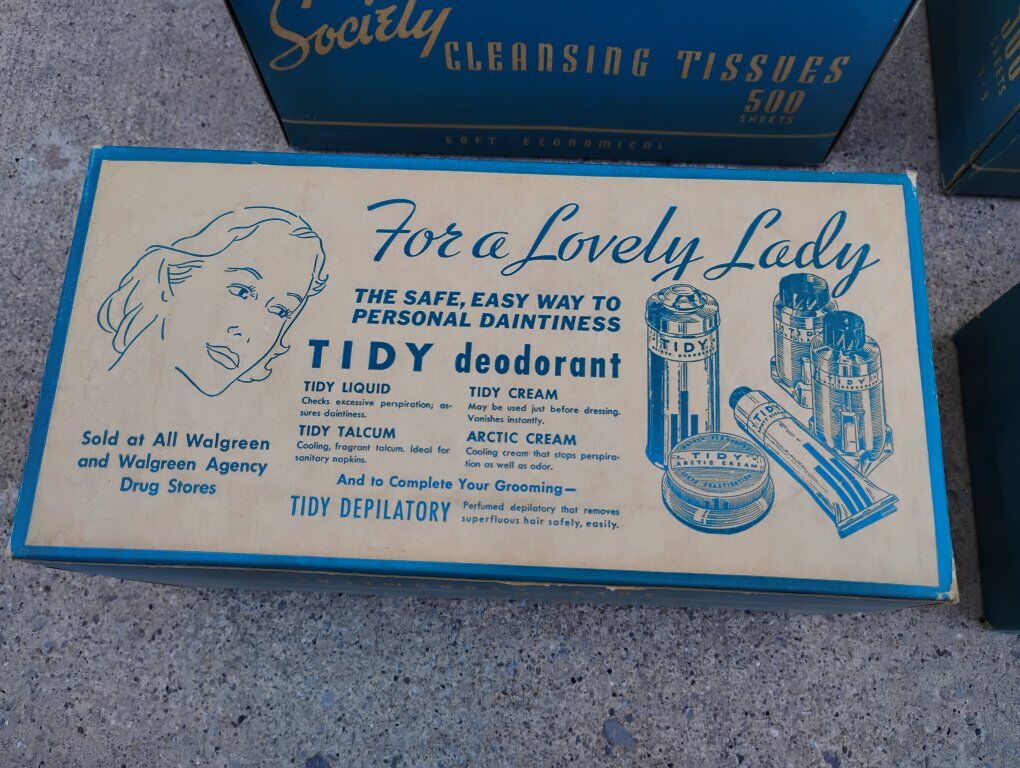 Society
CLEANSING TISSUES
500
SHEETS
SOFT · ECONOMICAL
For a Lovely Lady
THE SAFE, EASY WAY TO
PERSONAL DAINTINESS
TIDY deodorant
TIDY LIQUID
Checks excessive perspiration; as-
sures daintiness.
TIDY CREAM
May be used just before dressing.
Vanishes instantly.
TIDY TALCUM
Cooling, fragrant talcum. Ideal for
sanitary napkins.
ARCTIC CREAM
Cooling cream that stops perspira-
tion as well as odor.
And to Complete Your Grooming—
TIDY DEPILATORY
Perfumed depilatory that removes
superfluous hair safely, easily.
Sold at All Walgreen
and Walgreen Agency
Drug Stores
TIDY
TIDY
TIDY
TIDY
TIDY
ARCTIC CREAM
SHEETS